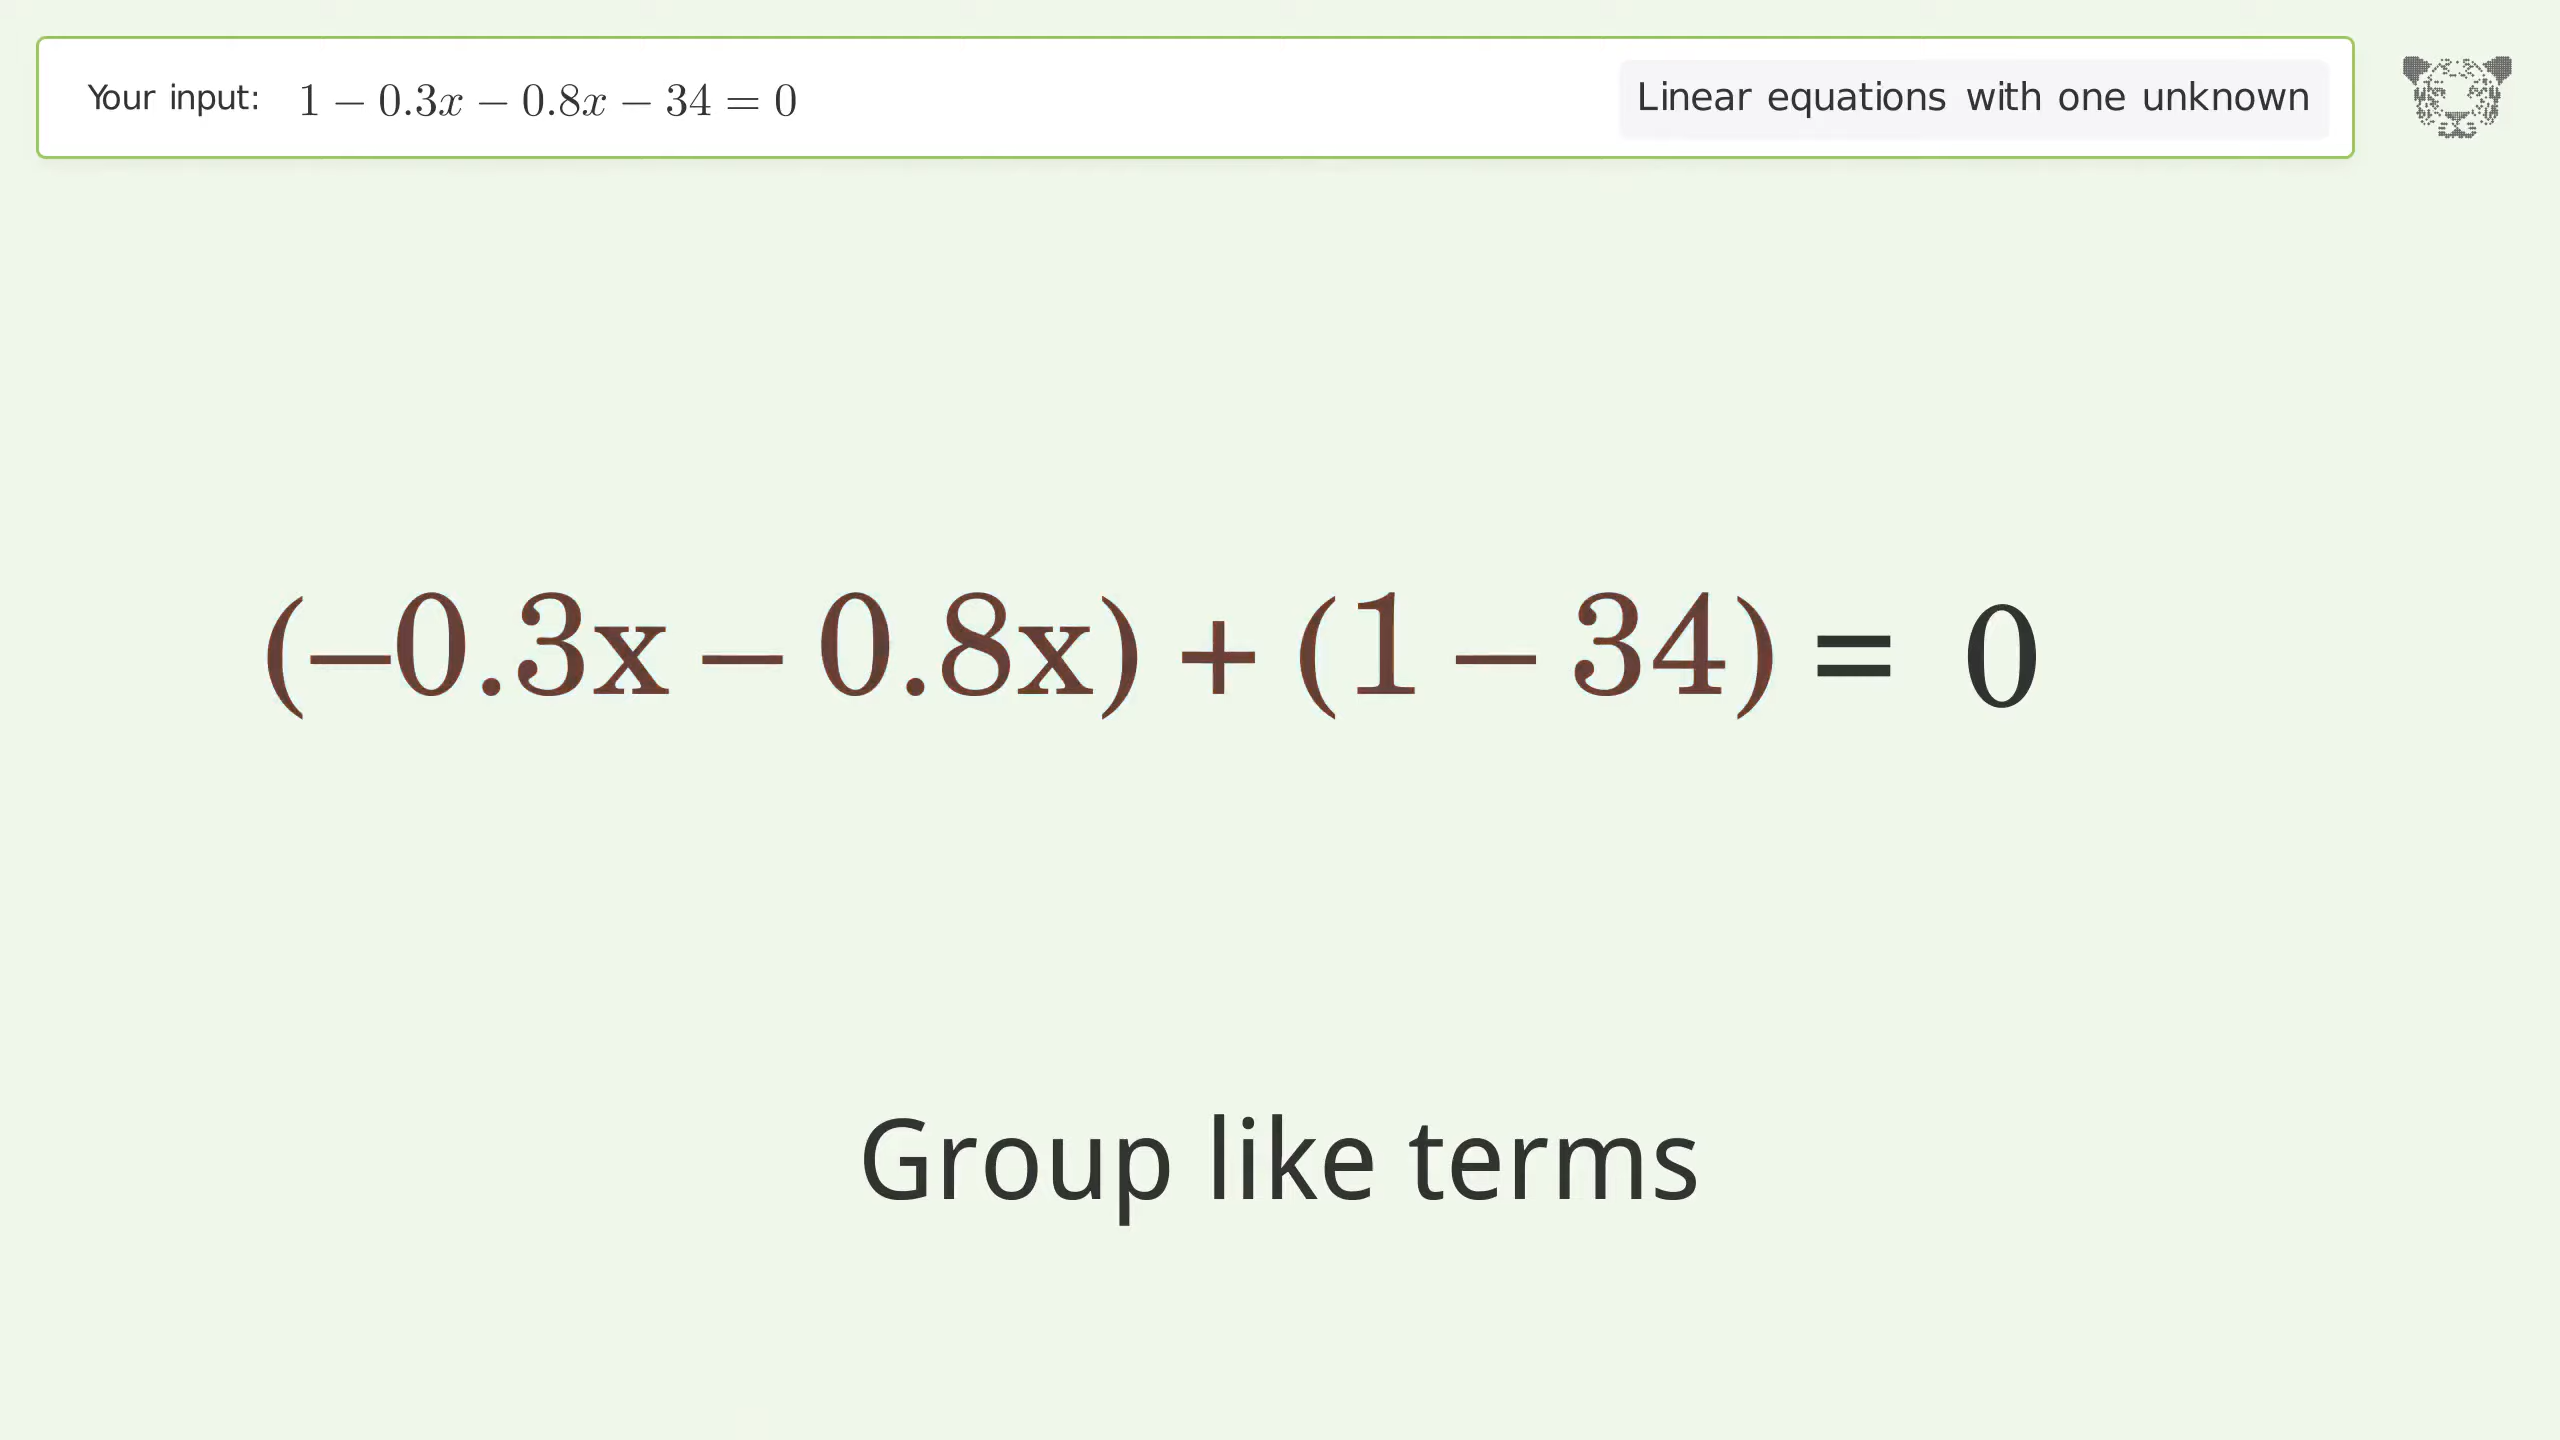 Your input: 1 − 0.3x − 0.8x − 34 = 0 Linear equations with one unknown
(−0.3x − 0.8x) + (1 − 34) = 0
Group like terms